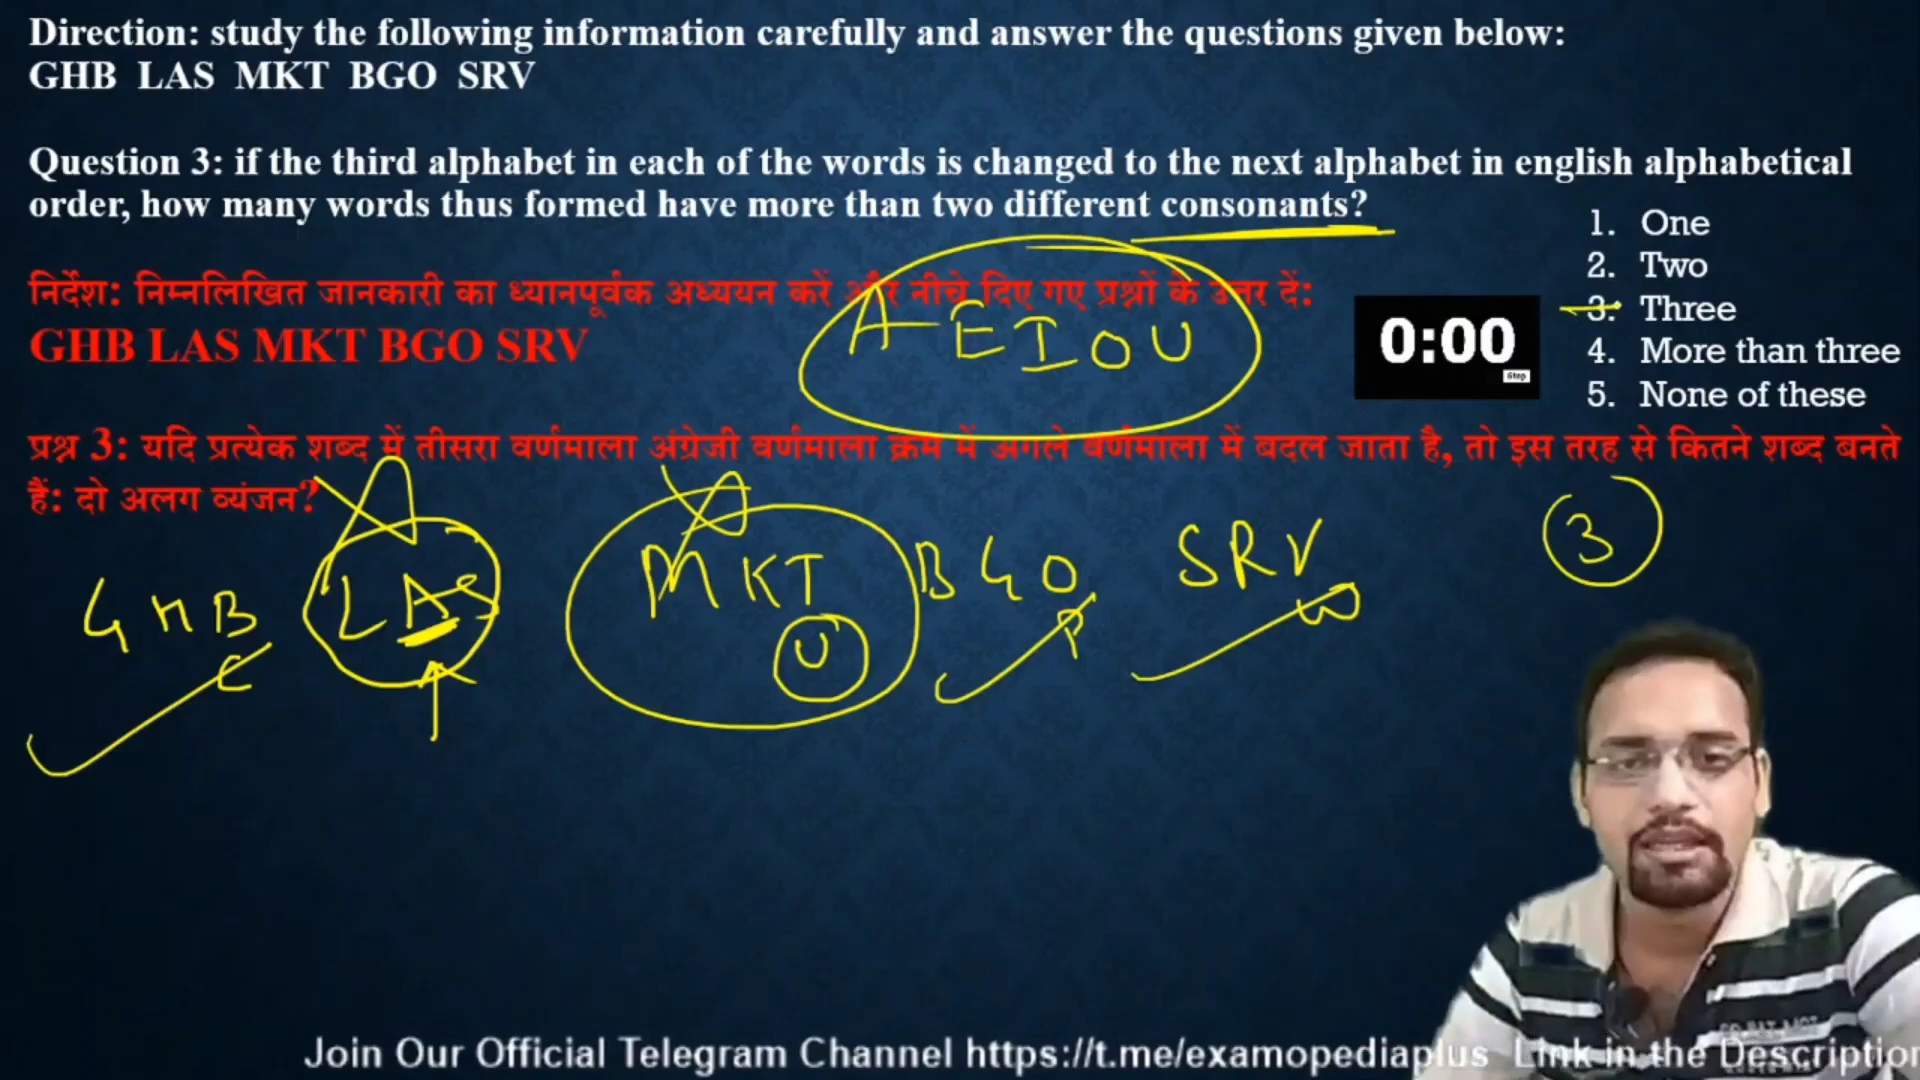 Direction: study the following information carefully and answer the questions given below:
GHB LAS MKT BGO SRV
Question 3: if the third alphabet in each of the words is changed to the next alphabet in english alphabetical
order, how many words thus formed have more than two different consonants?
1. One
2. Two
3. Three
4. More than three
5. None of these
निर्देश: निम्नलिखित जानकारी का ध्यानपूर्वक अध्ययन करें और नीचे दिए गए प्रश्नों के उत्तर दें:
GHB LAS MKT BGO SRV
A E I O U
0:00
Stop
प्रश्न 3: यदि प्रत्येक शब्द में तीसरा वर्णमाला अंग्रेजी वर्णमाला क्रम में अगले वर्णमाला में बदल जाता है, तो इस तरह से कितने शब्द बनते
हैं: दो अलग व्यंजन?
GHB LAS MKT BGO SRV
C U P W
3
Join Our Official Telegram Channel https://t.me/examopediaplus Link in the Description